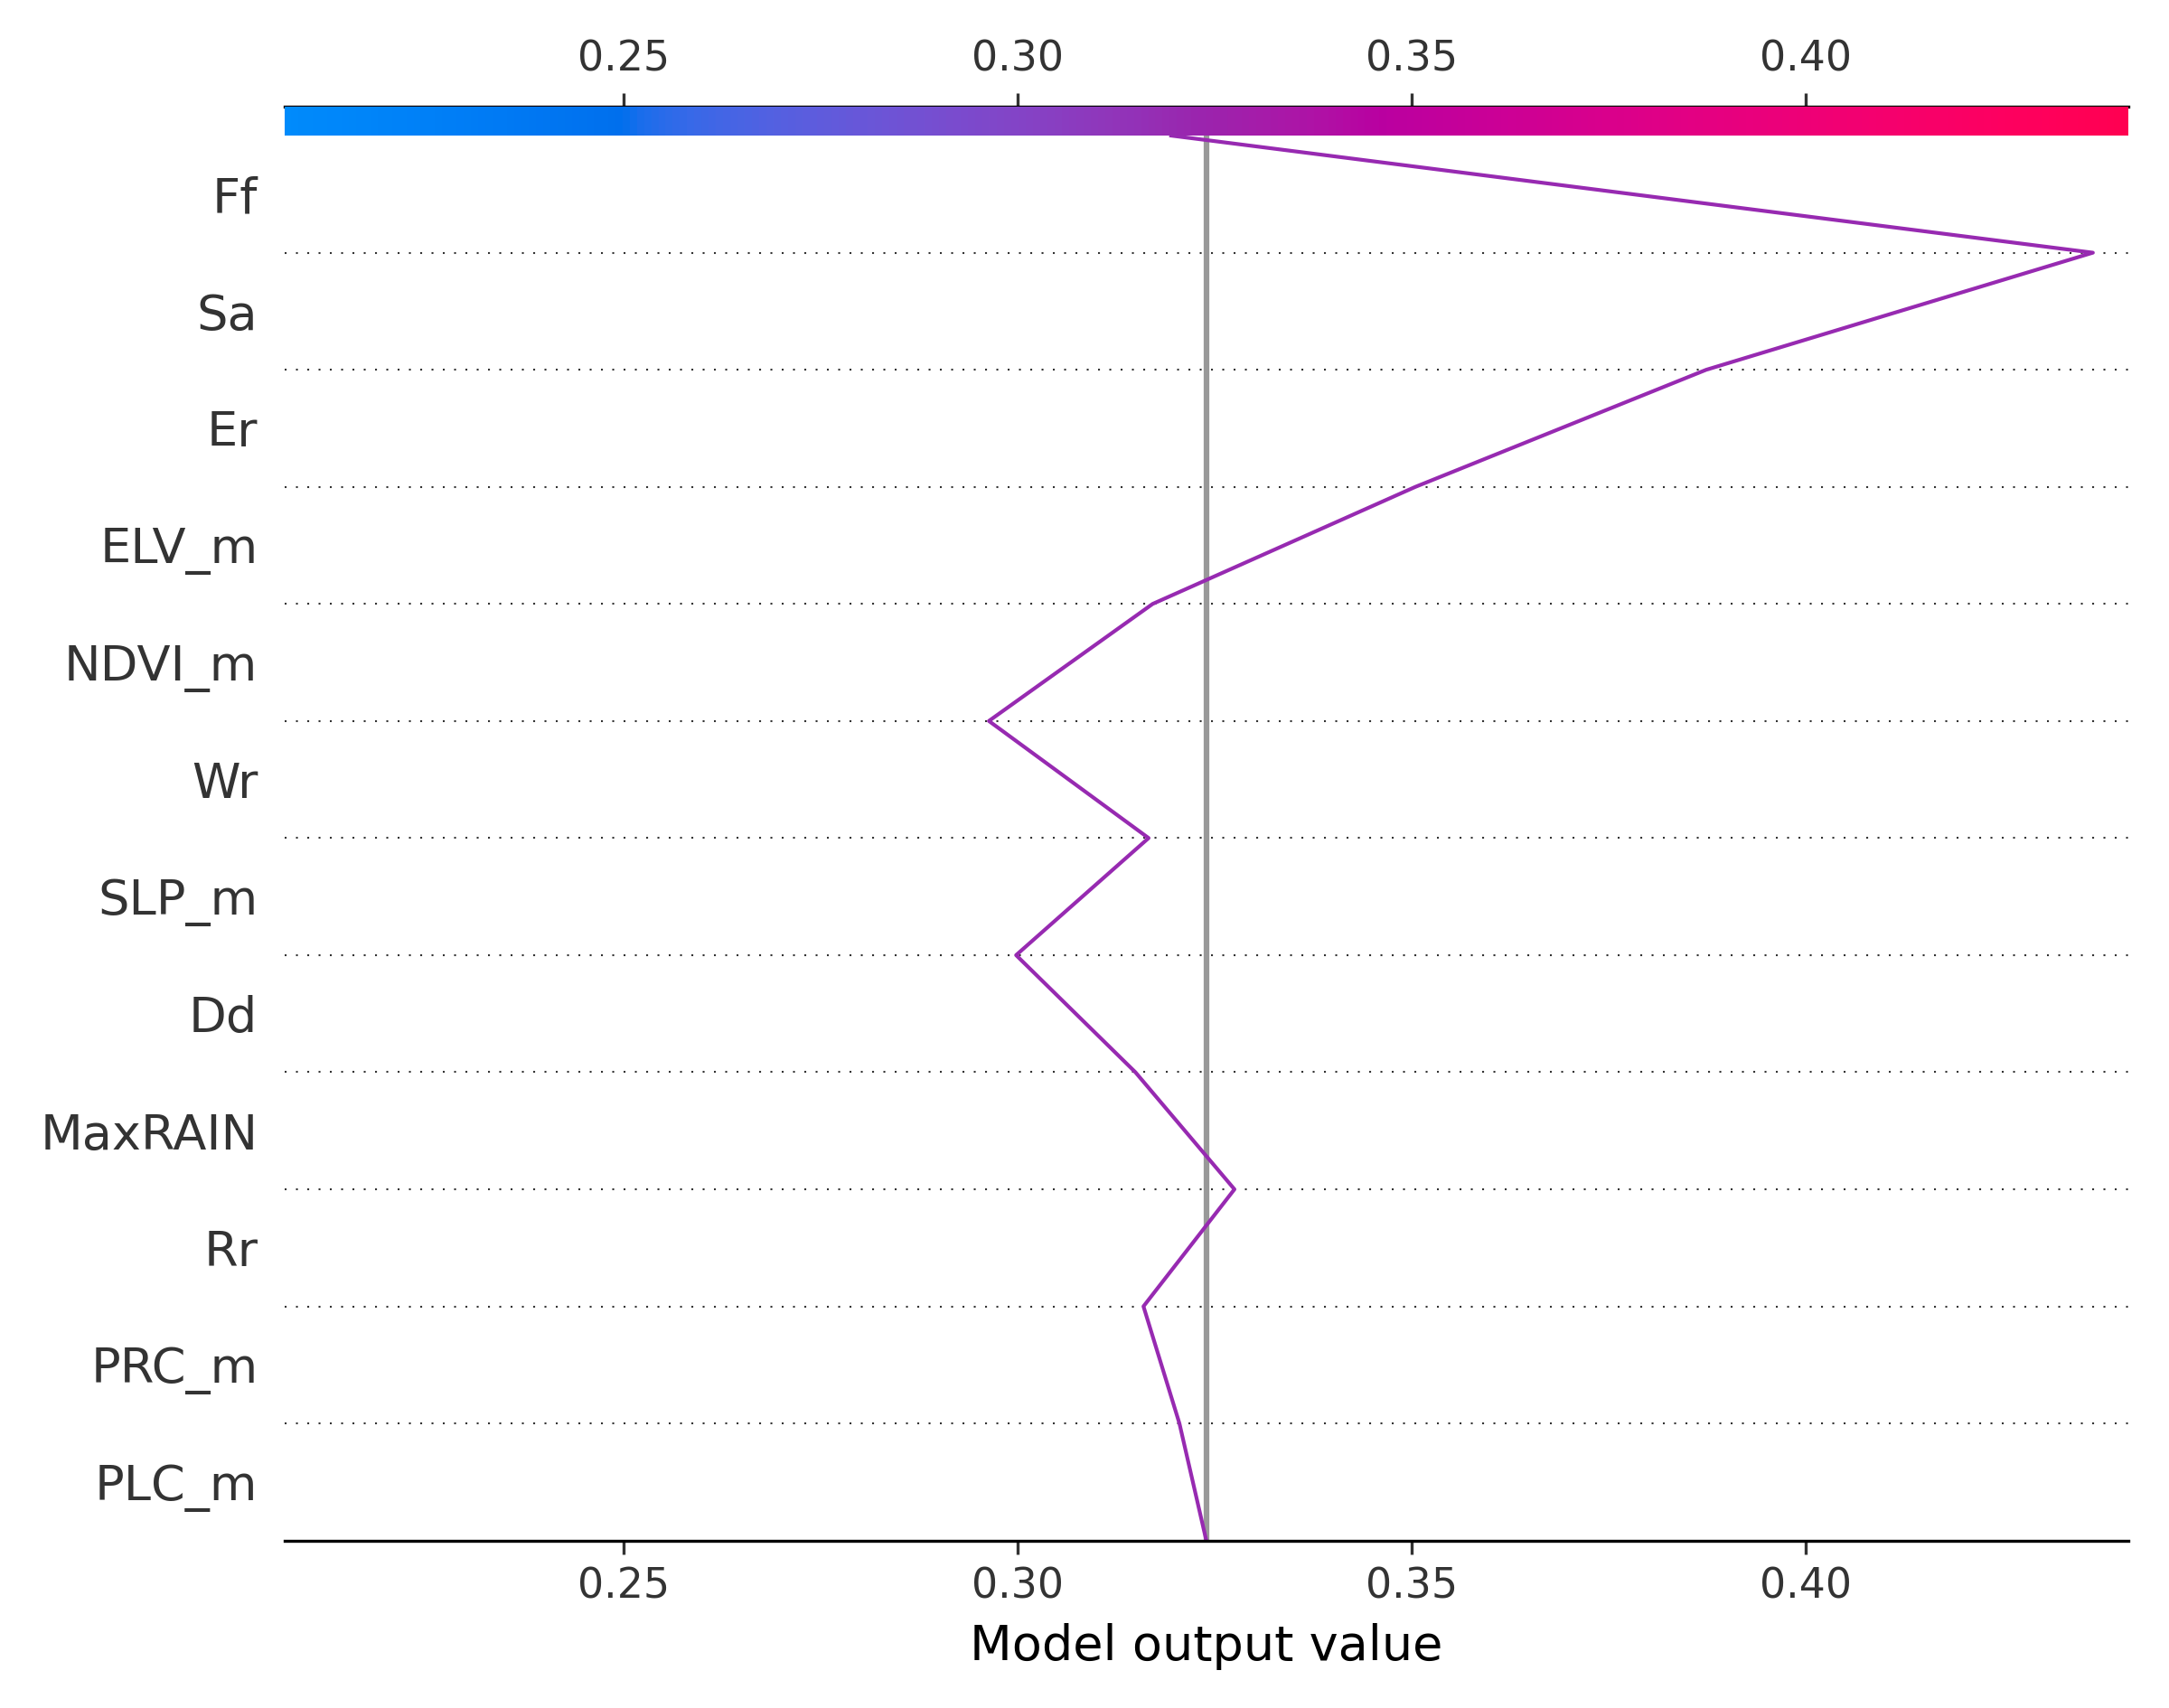 0.25 0.30 0.35 0.40
Ff
Sa
Er
ELV_m
NDVI_m
Wr
SLP_m
Dd
MaxRAIN
Rr
PRC_m
PLC_m
0.25 0.30 0.35 0.40
Model output value